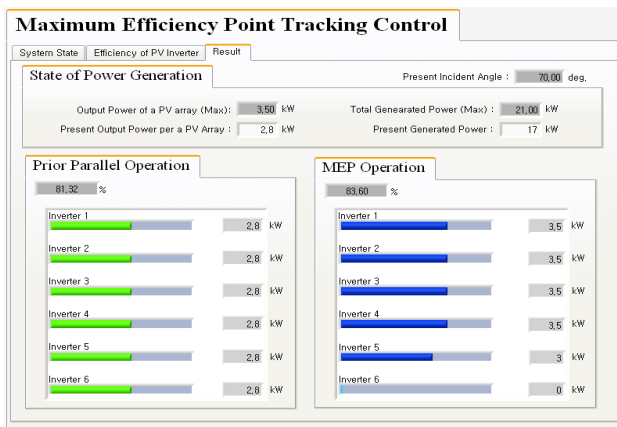 Maximum Efficiency Point Tracking Control
System State Efficiency of PV Inverter Result
State of Power Generation
Present Incident Angle : 70,00 deg,
Output Power of a PV array (Max): 3,50 kW
Total Genearated Power (Max) : 21,00 kW
Present Output Power per a PV Array : 2,8 kW
Present Generated Power : 17 kW
Prior Parallel Operation
81,32 %
Inverter 1
2,8 kW
Inverter 2
2,8 kW
Inverter 3
2,8 kW
Inverter 4
2,8 kW
Inverter 5
2,8 kW
Inverter 6
2,8 kW
MEP Operation
83,60 %
Inverter 1
3,5 kW
Inverter 2
3,5 kW
Inverter 3
3,5 kW
Inverter 4
3,5 kW
Inverter 5
3 kW
Inverter 6
0 kW